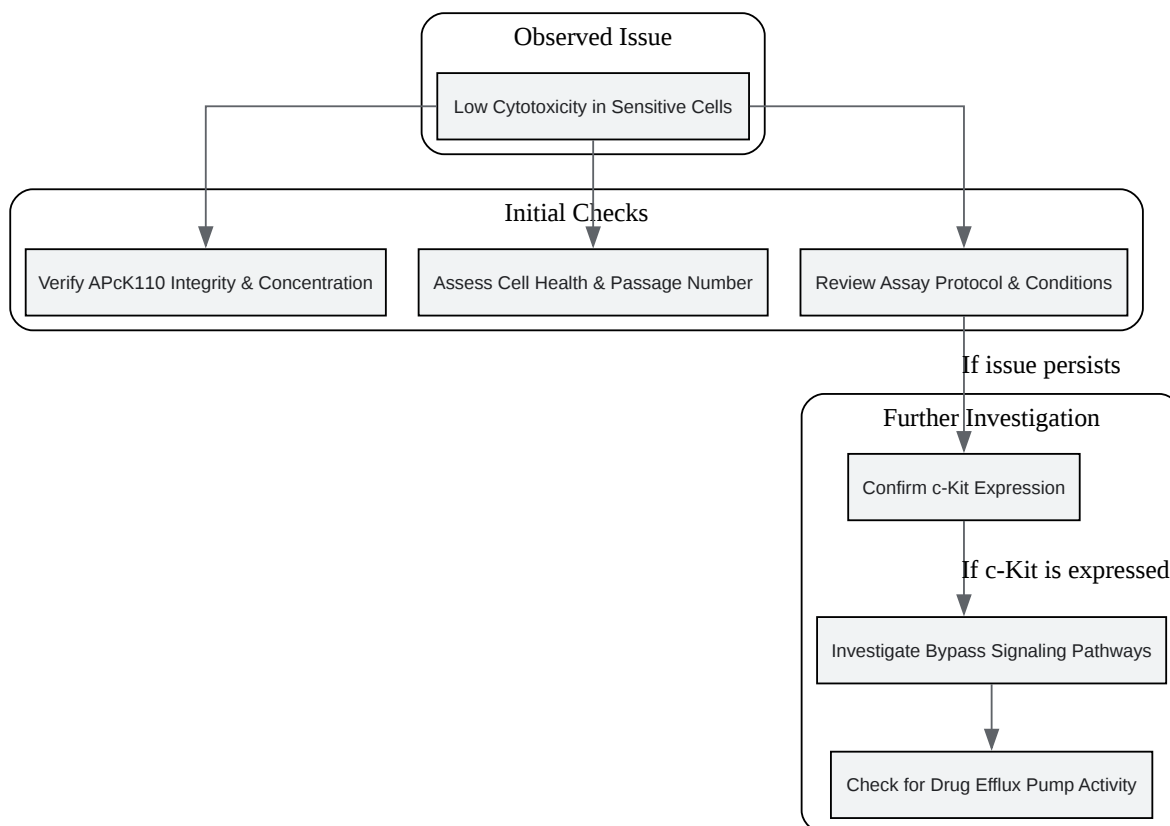 Observed Issue
Low Cytotoxicity in Sensitive Cells
Initial Checks
Verify APcK110 Integrity & Concentration
Assess Cell Health & Passage Number
Review Assay Protocol & Conditions
If issue persists
Further Investigation
Confirm c-Kit Expression
If c-Kit is expressed
Investigate Bypass Signaling Pathways
Check for Drug Efflux Pump Activity